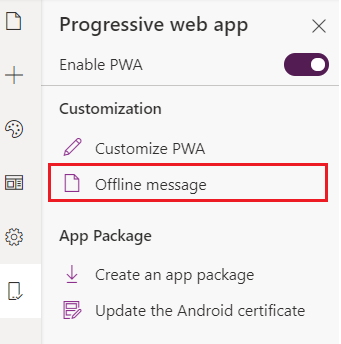 Progressive web app
Enable PWA
Customization
Customize PWA
Offline message
App Package
Create an app package
Update the Android certificate